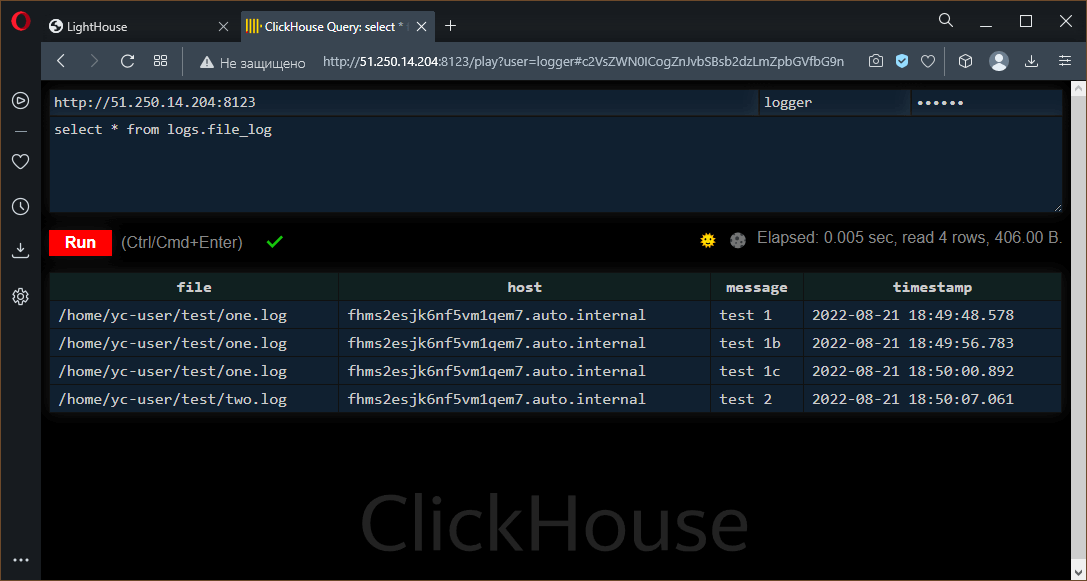 LightHouse
ClickHouse Query: select *
Не защищено http://51.250.14.204:8123/play?user=logger#c2VsZWN0ICogZnJvbSBsb2dzLmZpbGVfbG9n
http://51.250.14.204:8123 logger ••••••
select * from logs.file_log
Run (Ctrl/Cmd+Enter) Elapsed: 0.005 sec, read 4 rows, 406.00 B.
file host message timestamp
/home/yc-user/test/one.log fhms2esjk6nf5vm1qem7.auto.internal test 1 2022-08-21 18:49:48.578
/home/yc-user/test/one.log fhms2esjk6nf5vm1qem7.auto.internal test 1b 2022-08-21 18:49:56.783
/home/yc-user/test/one.log fhms2esjk6nf5vm1qem7.auto.internal test 1c 2022-08-21 18:50:00.892
/home/yc-user/test/two.log fhms2esjk6nf5vm1qem7.auto.internal test 2 2022-08-21 18:50:07.061
ClickHouse